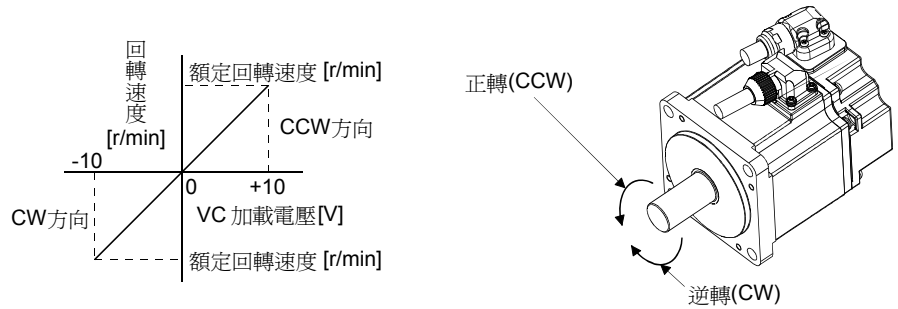 回
轉
速
度
[r/min]
額定回轉速度 [r/min]
CCW方向
-10
0
+10
CW方向
VC 加載電壓[V]
額定回轉速度 [r/min]
正轉(CCW)
逆轉(CW)